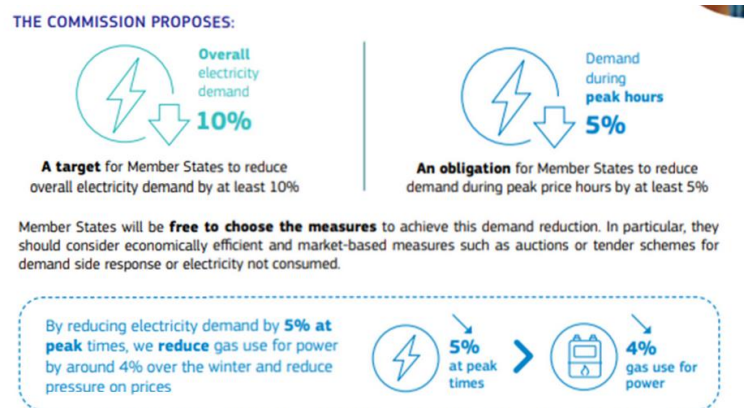 THE COMMISSION PROPOSES:
Overall
electricity
demand
10%
A target for Member States to reduce
overall electricity demand by at least 10%
Demand
during
peak hours
5%
An obligation for Member States to reduce
demand during peak price hours by at least 5%
Member States will be free to choose the measures to achieve this demand reduction. In particular, they
should consider economically efficient and market-based measures such as auctions or tender schemes for
demand side response or electricity not consumed.
By reducing electricity demand by 5% at
peak times, we reduce gas use for power
by around 4% over the winter and reduce
pressure on prices
5%
at peak
times
4%
gas use for
power